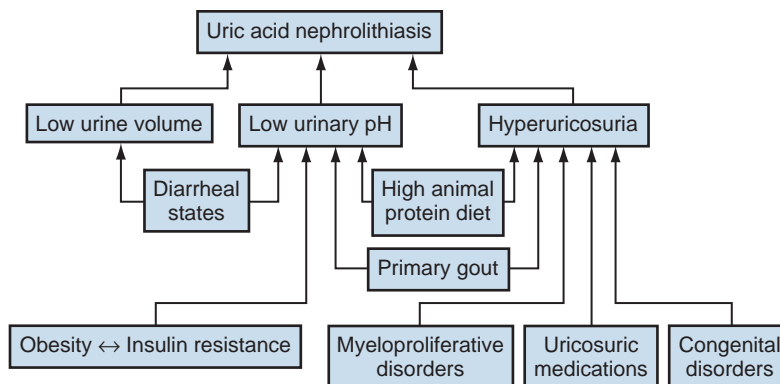 Uric acid nephrolithiasis
Low urine volume
Low urinary pH
Hyperuricosuria
Diarrheal
states
High animal
protein diet
Primary gout
Obesity ↔ Insulin resistance
Myeloproliferative
disorders
Uricosuric
medications
Congenital
disorders